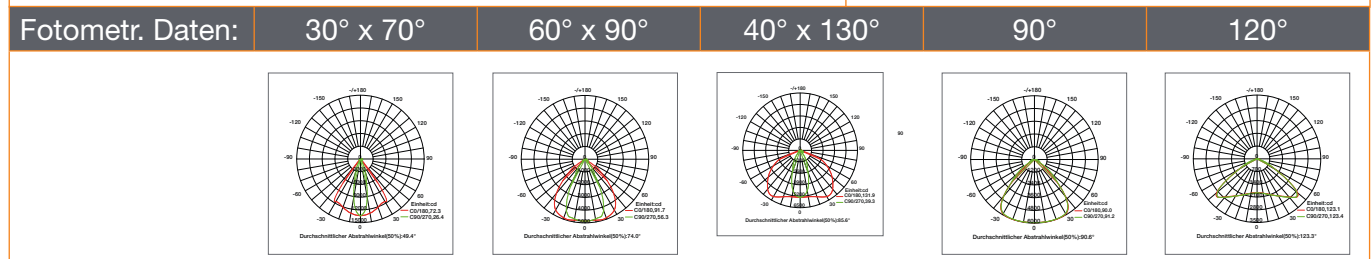 Fotometr. Daten: 30° x 70° 60° x 90° 40° x 130° 90° 120°
-/+180
-150 150
-120 120
-90 90
-60 60
-30 30
0
Einheit:cd
C0/180,72.3
C90/270,26.4
Durchschnittlicher Abstrahlwinkel(50%):49.4°
-/+180
-150 150
-120 120
-90 90
-60 60
-30 30
0
Einheit:cd
C0/180,91.7
C90/270,56.3
Durchschnittlicher Abstrahlwinkel(50%):74.0°
-/+180
-150 150
-120 120
-90 90
-60 60
-30 30
0
Einheit:cd
C0/180,131.9
C90/270,39.3
Durchschnittlicher Abstrahlwinkel(50%):85.6°
90
-/+180
-150 150
-120 120
-90 90
-60 60
-30 30
0
Einheit:cd
C0/180,90.0
C90/270,91.2
Durchschnittlicher Abstrahlwinkel(50%):90.6°
-/+180
-150 150
-120 120
-90 90
-60 60
-30 30
0
Einheit:cd
C0/180,123.1
C90/270,123.4
Durchschnittlicher Abstrahlwinkel(50%):123.3°